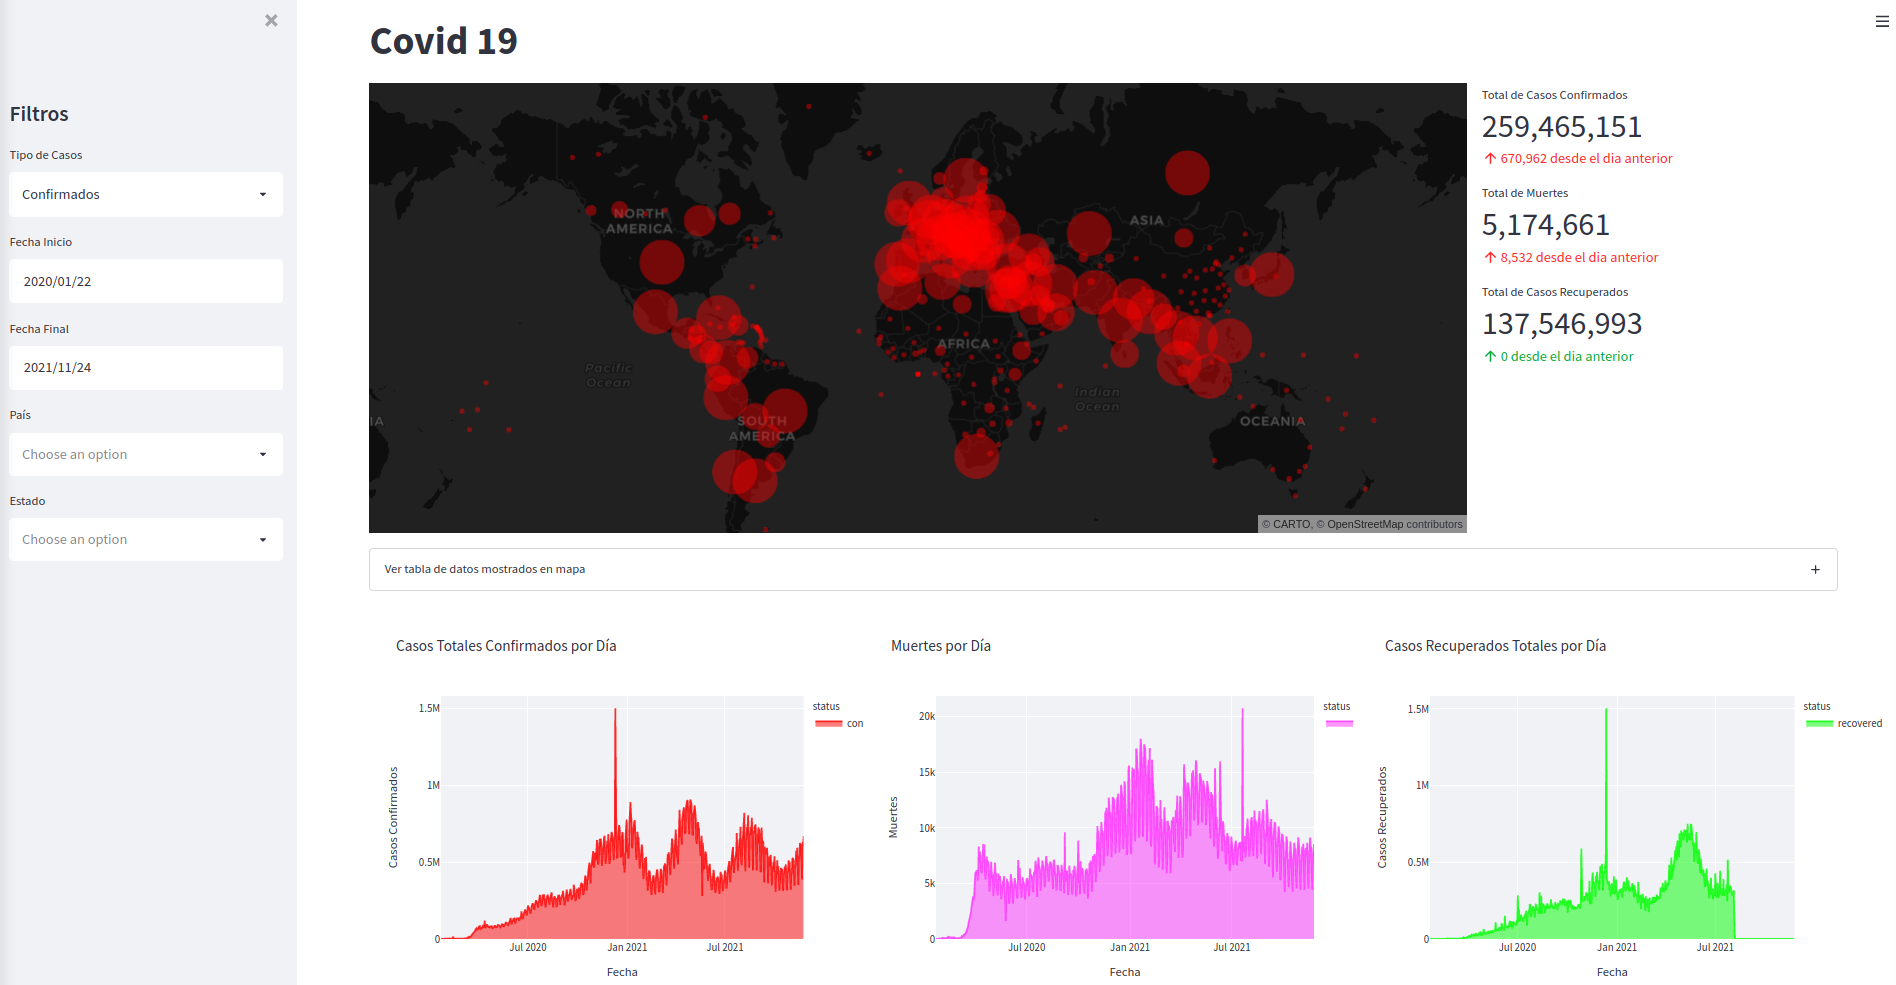 ×
Filtros
Tipo de Casos
Confirmados
Fecha Inicio
2020/01/22
Fecha Final
2021/11/24
País
Choose an option
Estado
Choose an option
Covid 19
NORTH
AMERICA
ASIA
AFRICA
Pacific
Ocean
Indian
Ocean
SOUTH
AMERICA
OCEANIA
IA
© CARTO, © OpenStreetMap contributors
Total de Casos Confirmados
259,465,151
↑ 670,962 desde el dia anterior
Total de Muertes
5,174,661
↑ 8,532 desde el dia anterior
Total de Casos Recuperados
137,546,993
↑ 0 desde el dia anterior
Ver tabla de datos mostrados en mapa
+
Casos Totales Confirmados por Día
Casos Confirmados
1.5M
1M
0.5M
0
Jul 2020
Jan 2021
Jul 2021
Fecha
status
con
Muertes por Día
Muertes
20k
15k
10k
5k
0
Jul 2020
Jan 2021
Jul 2021
Fecha
status
Casos Recuperados Totales por Día
Casos Recuperados
1.5M
1M
0.5M
0
Jul 2020
Jan 2021
Jul 2021
Fecha
status
recovered